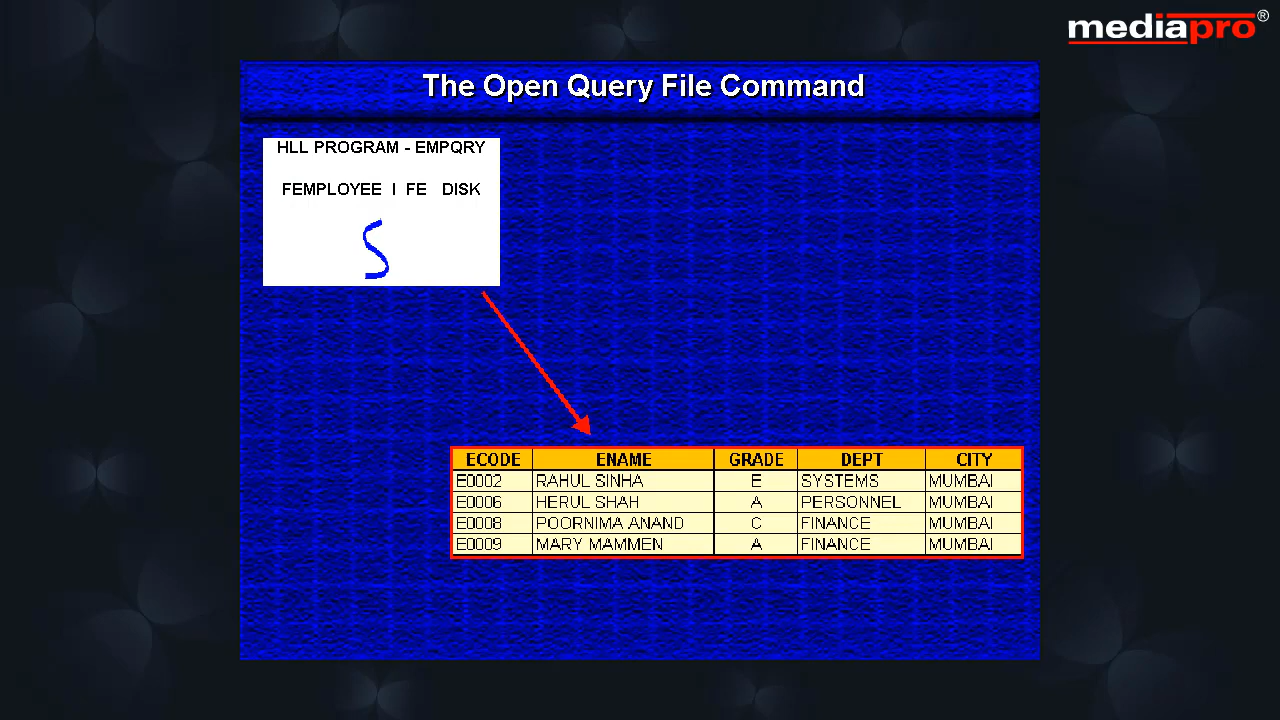 mediapro®
The Open Query File Command
HLL PROGRAM - EMPQRY
FEMPLOYEE I FE DISK
ECODE ENAME GRADE DEPT CITY
E0002 RAHUL SINHA E SYSTEMS MUMBAI
E0006 HERUL SHAH A PERSONNEL MUMBAI
E0008 POORNIMA ANAND C FINANCE MUMBAI
E0009 MARY MAMMEN A FINANCE MUMBAI